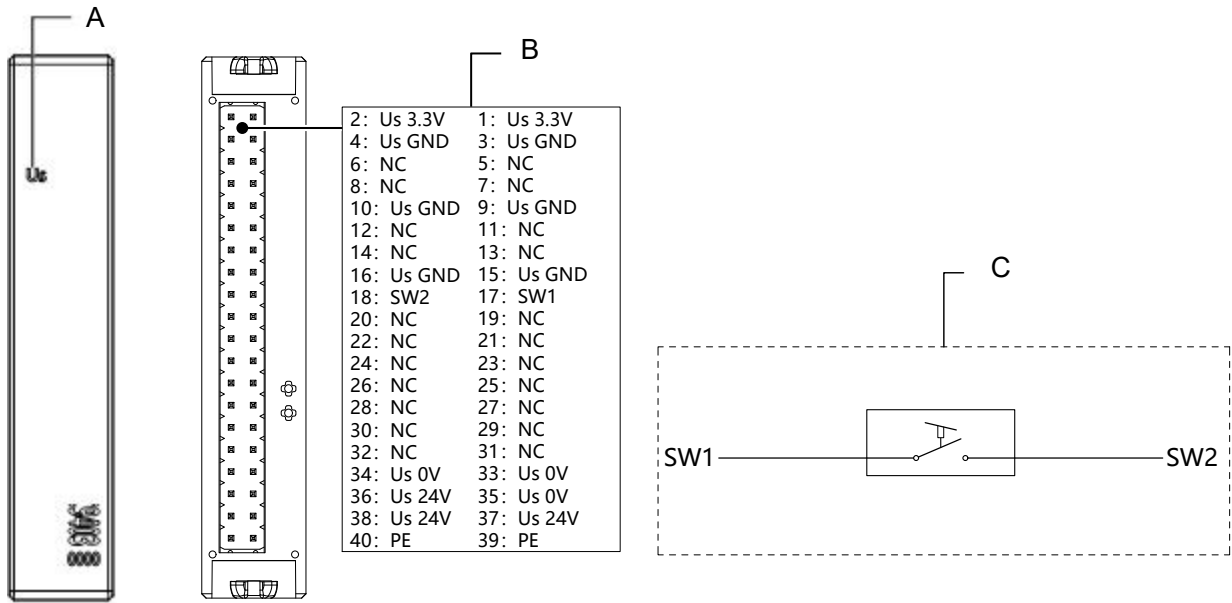 A
Us
B
2: Us 3.3V 1: Us 3.3V
4: Us GND 3: Us GND
6: NC 5: NC
8: NC 7: NC
10: Us GND 9: Us GND
12: NC 11: NC
14: NC 13: NC
16: Us GND 15: Us GND
18: SW2 17: SW1
20: NC 19: NC
22: NC 21: NC
24: NC 23: NC
26: NC 25: NC
28: NC 27: NC
30: NC 29: NC
32: NC 31: NC
34: Us 0V 33: Us 0V
36: Us 24V 35: Us 0V
38: Us 24V 37: Us 24V
40: PE 39: PE
C
SW1
SW2
0000